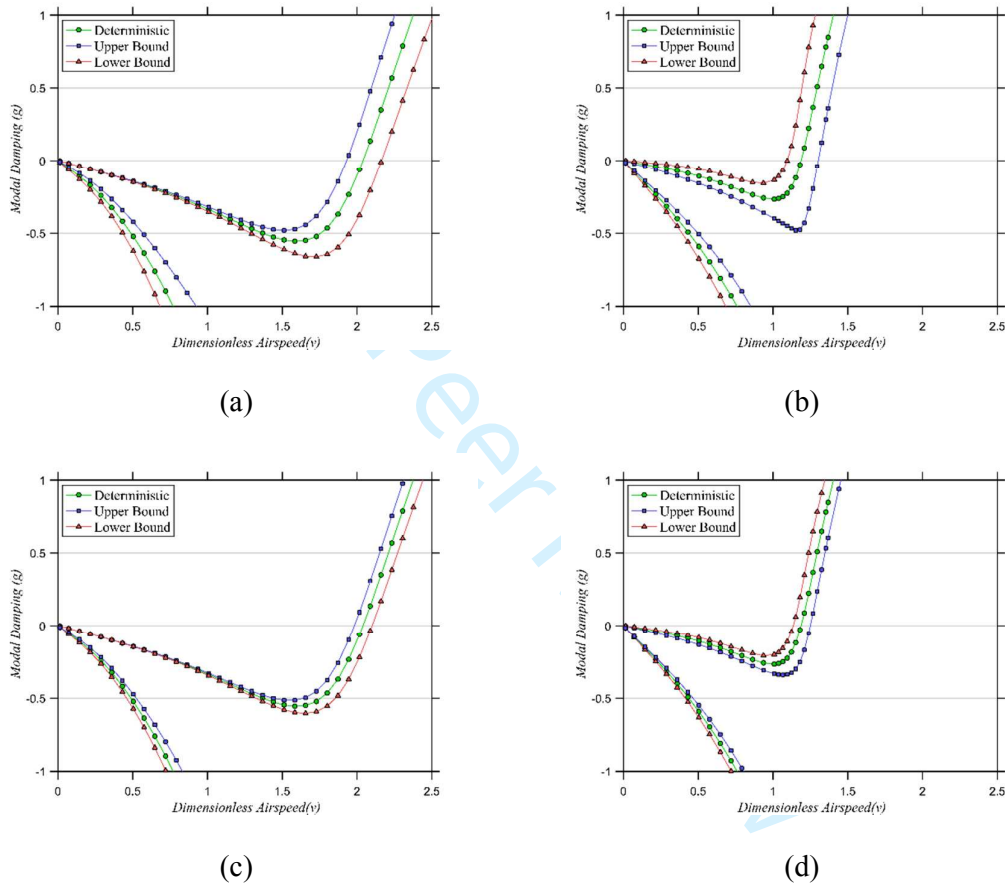 1
0.5
0
-0.5
-1
Modal Damping (g)
Deterministic
Upper Bound
Lower Bound
0 0.5 1 1.5 2 2.5
Dimensionless Airspeed(v)
(a)
1
0.5
0
-0.5
-1
Modal Damping (g)
Deterministic
Upper Bound
Lower Bound
0 0.5 1 1.5 2 2.5
Dimensionless Airspeed(v)
(b)
1
0.5
0
-0.5
-1
Modal Damping (g)
Deterministic
Upper Bound
Lower Bound
0 0.5 1 1.5 2 2.5
Dimensionless Airspeed(v)
(c)
1
0.5
0
-0.5
-1
Modal Damping (g)
Deterministic
Upper Bound
Lower Bound
0 0.5 1 1.5 2 2.5
Dimensionless Airspeed(v)
(d)
eer